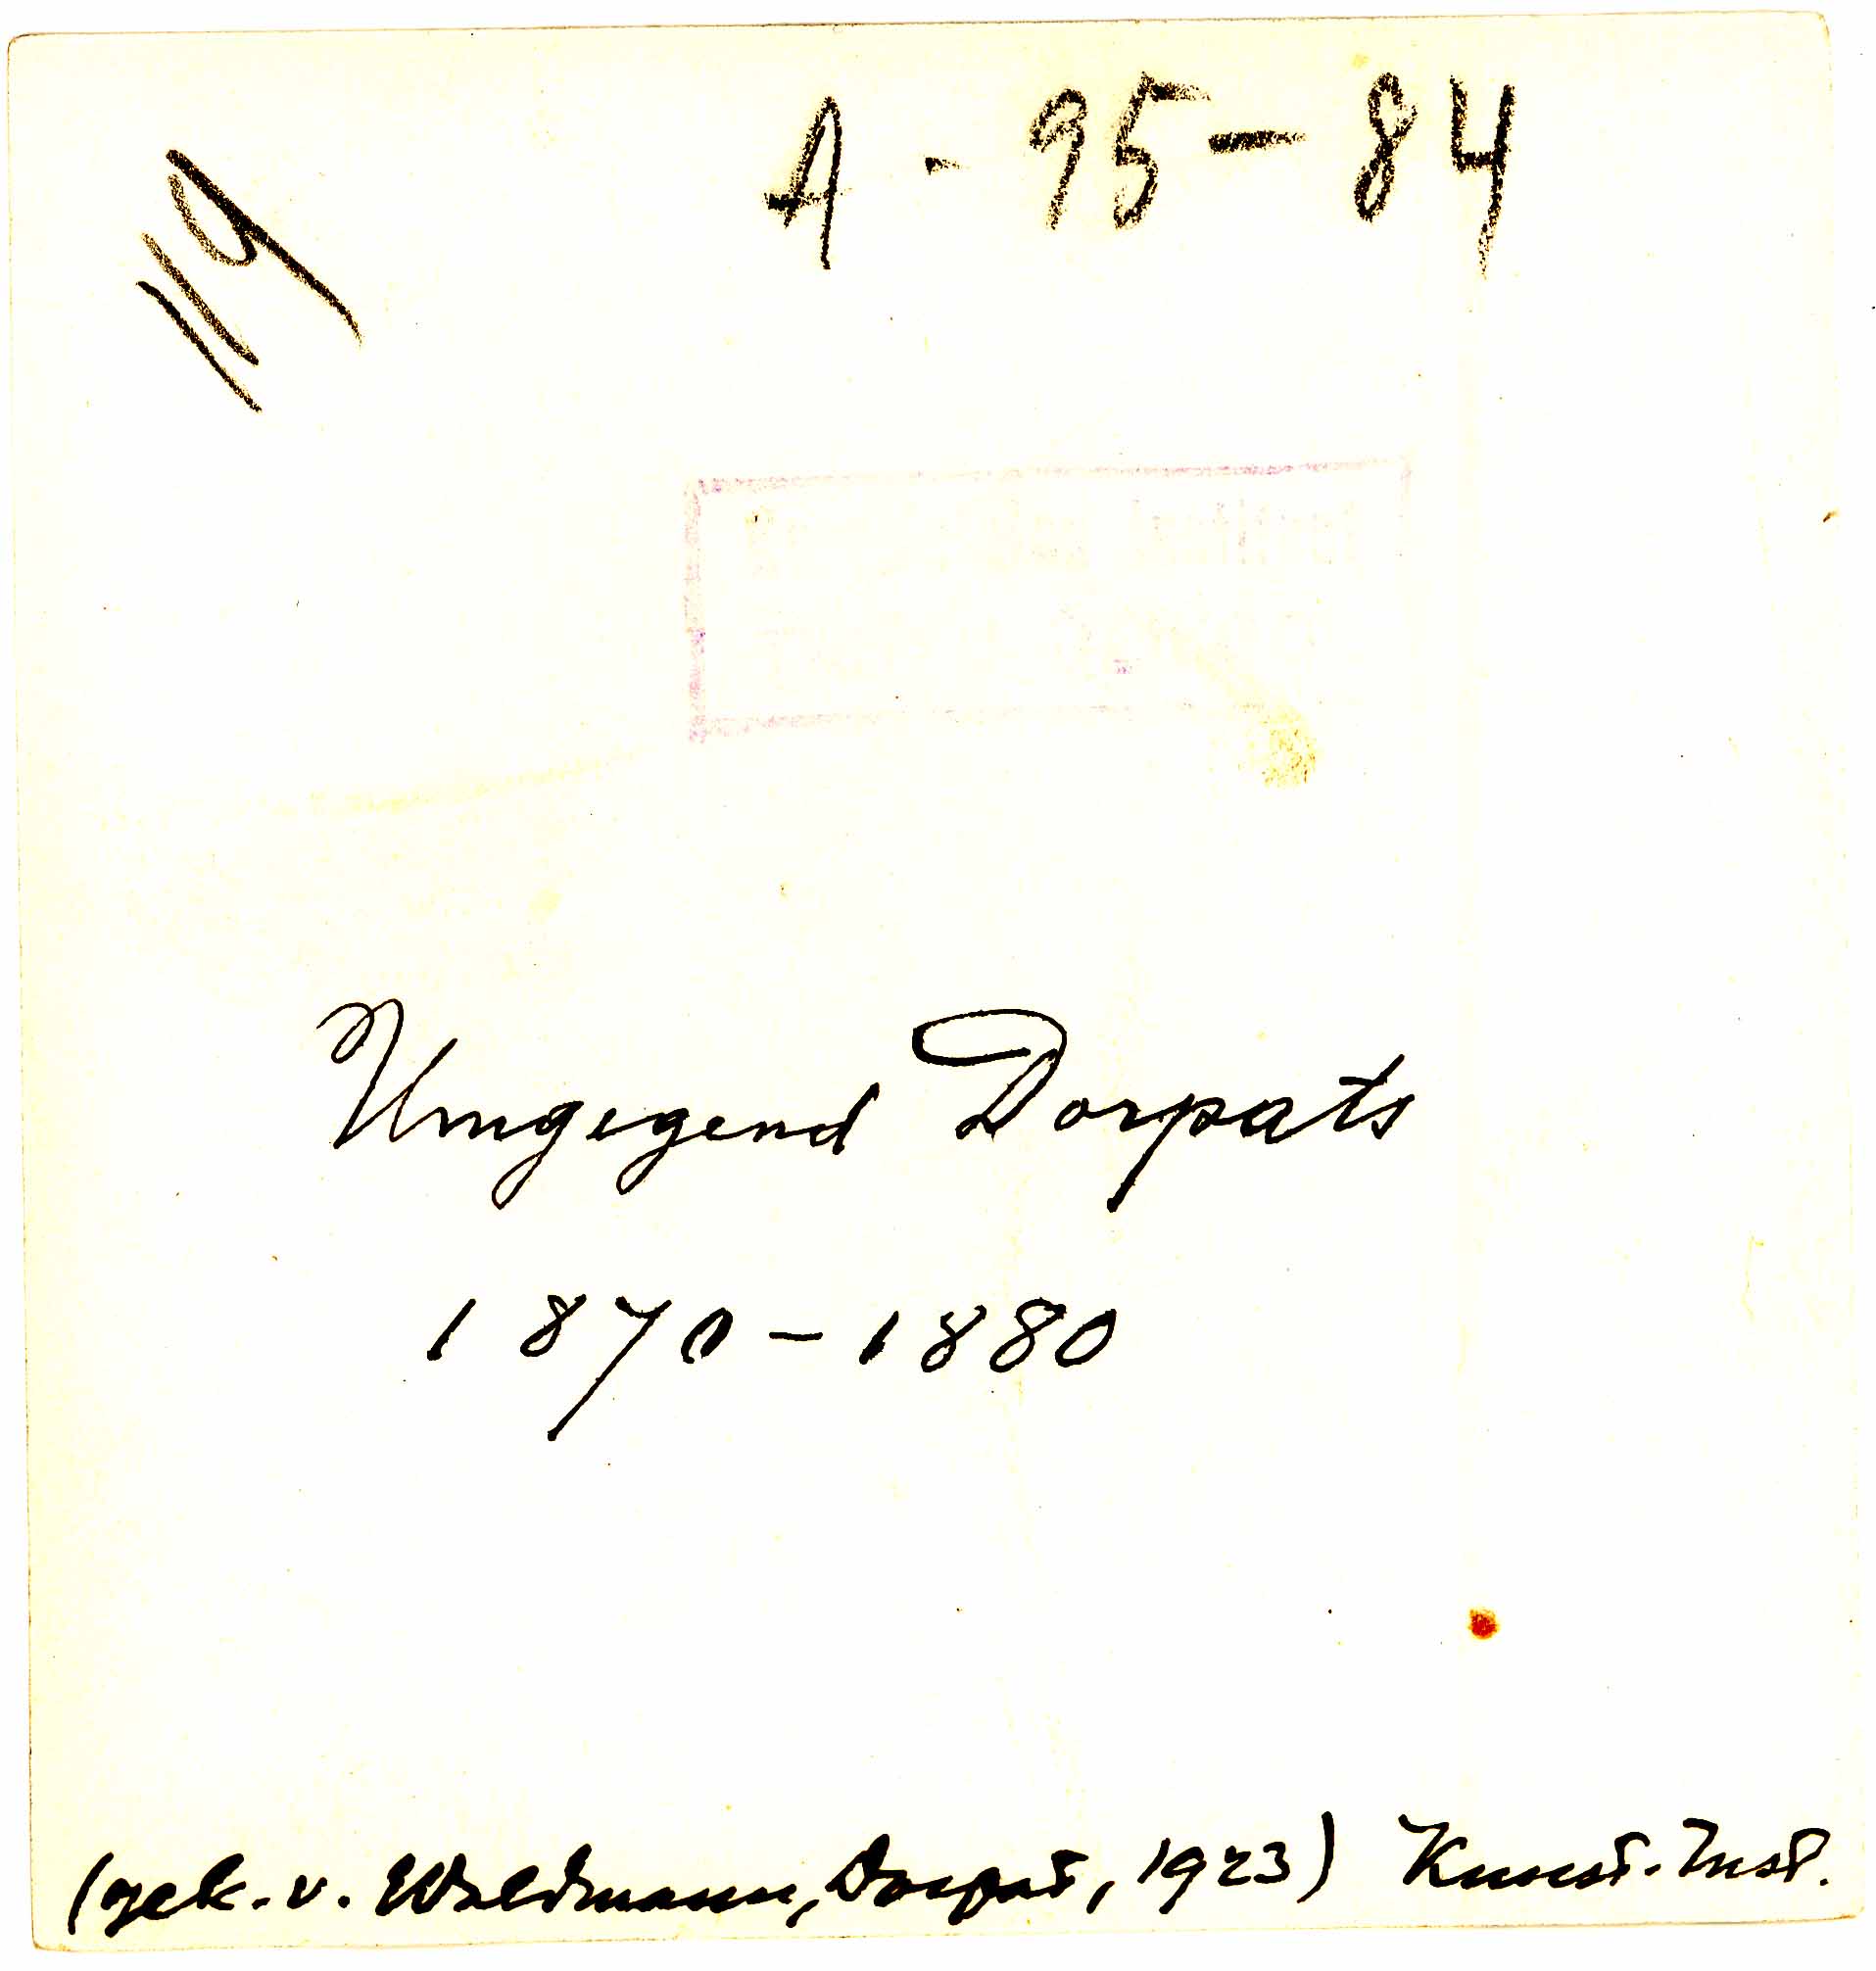 119
A - 95 - 84
Umgegend Dorpats
1870 - 1880
(gek. v. Waldmann, Dorpat, 1923) Kunst. Inst.